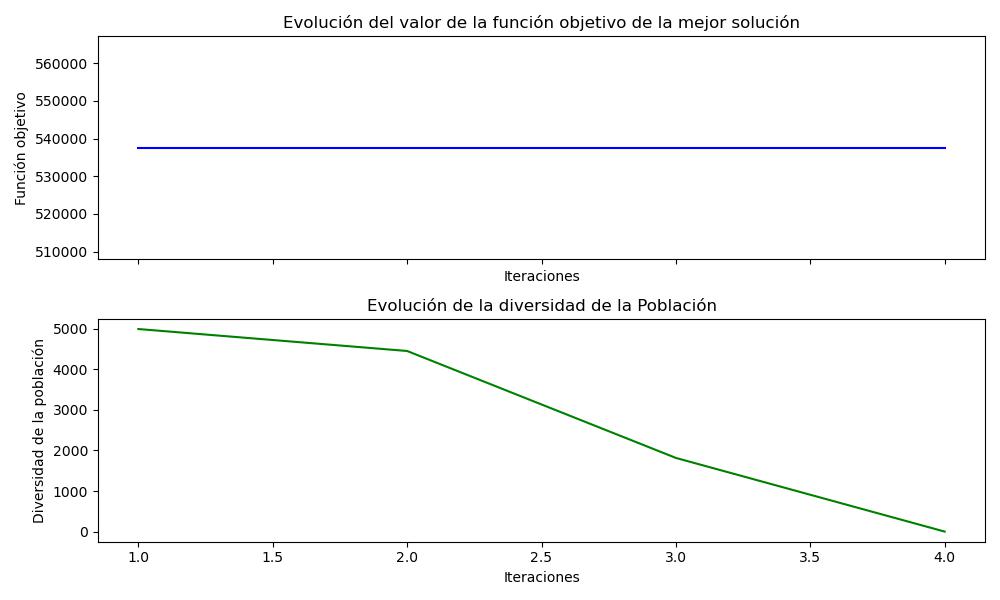 Evolución del valor de la función objetivo de la mejor solución
560000
550000
540000
530000
520000
510000
Función objetivo
Iteraciones
Evolución de la diversidad de la Población
5000
4000
3000
2000
1000
0
Diversidad de la población
1.0 1.5 2.0 2.5 3.0 3.5 4.0
Iteraciones